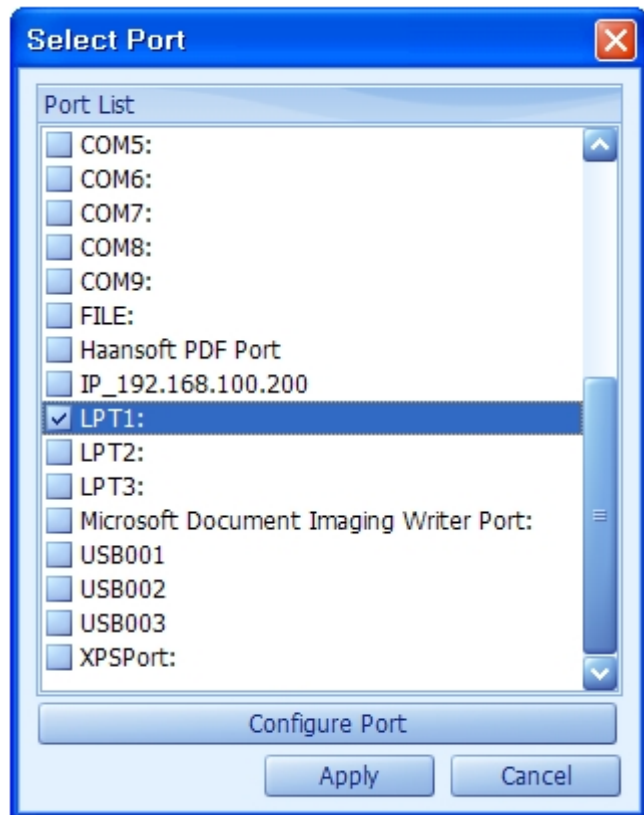 Select Port
Port List
COM5:
COM6:
COM7:
COM8:
COM9:
FILE:
Haansoft PDF Port
IP_192.168.100.200
LPT1:
LPT2:
LPT3:
Microsoft Document Imaging Writer Port:
USB001
USB002
USB003
XPSPort:
Configure Port
Apply Cancel